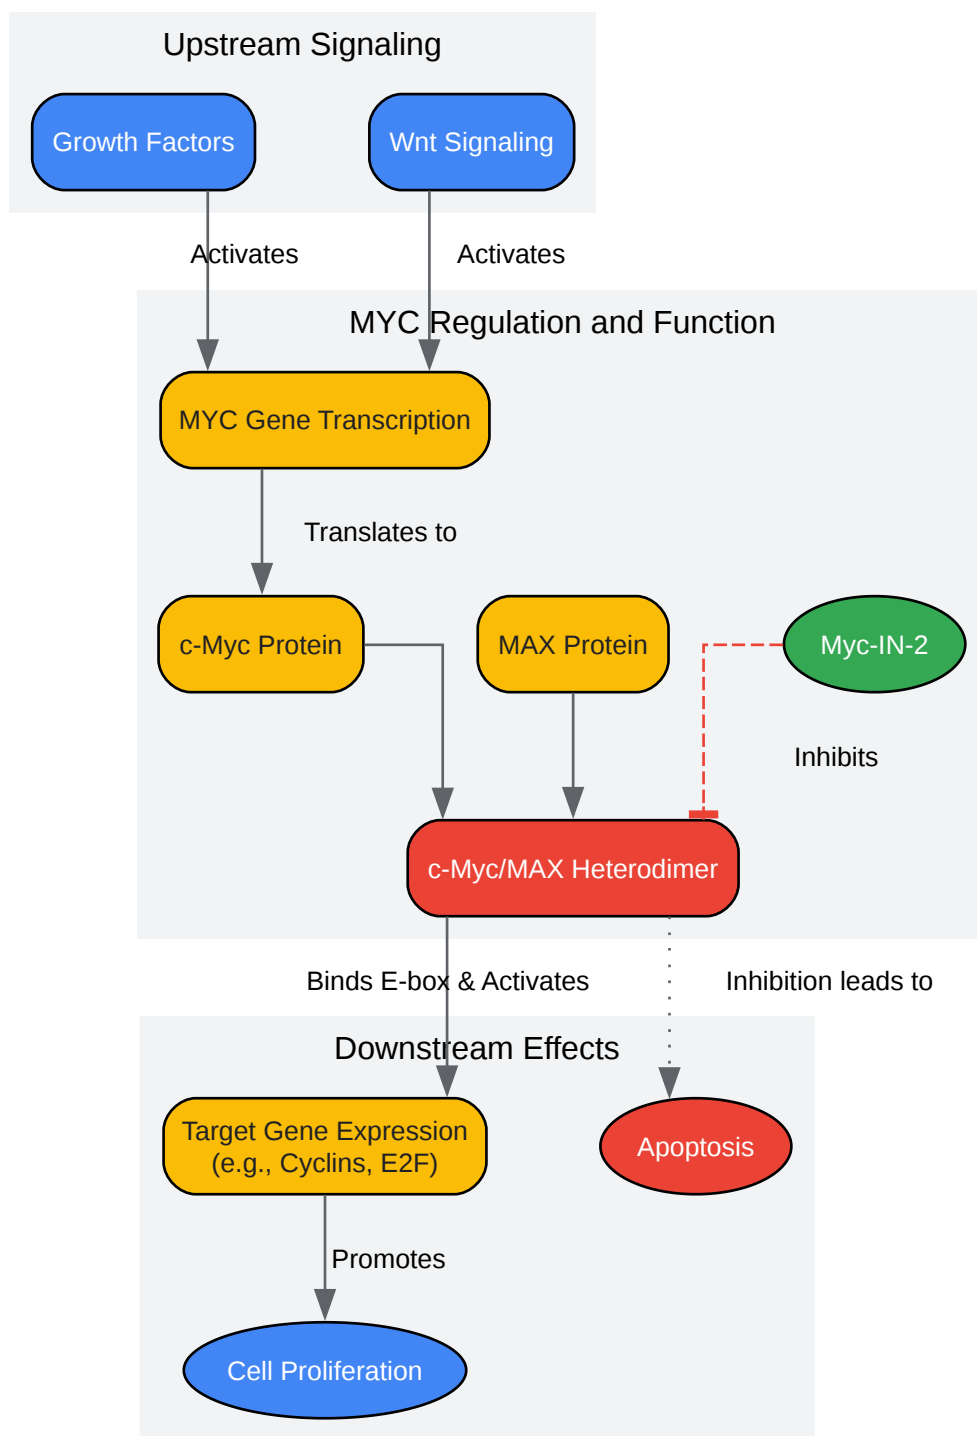 Upstream Signaling
Growth Factors
Wnt Signaling
Activates
Activates
MYC Regulation and Function
MYC Gene Transcription
Translates to
c-Myc Protein
MAX Protein
Myc-IN-2
Inhibits
c-Myc/MAX Heterodimer
Binds E-box & Activates
Inhibition leads to
Downstream Effects
Target Gene Expression
(e.g., Cyclins, E2F)
Apoptosis
Promotes
Cell Proliferation